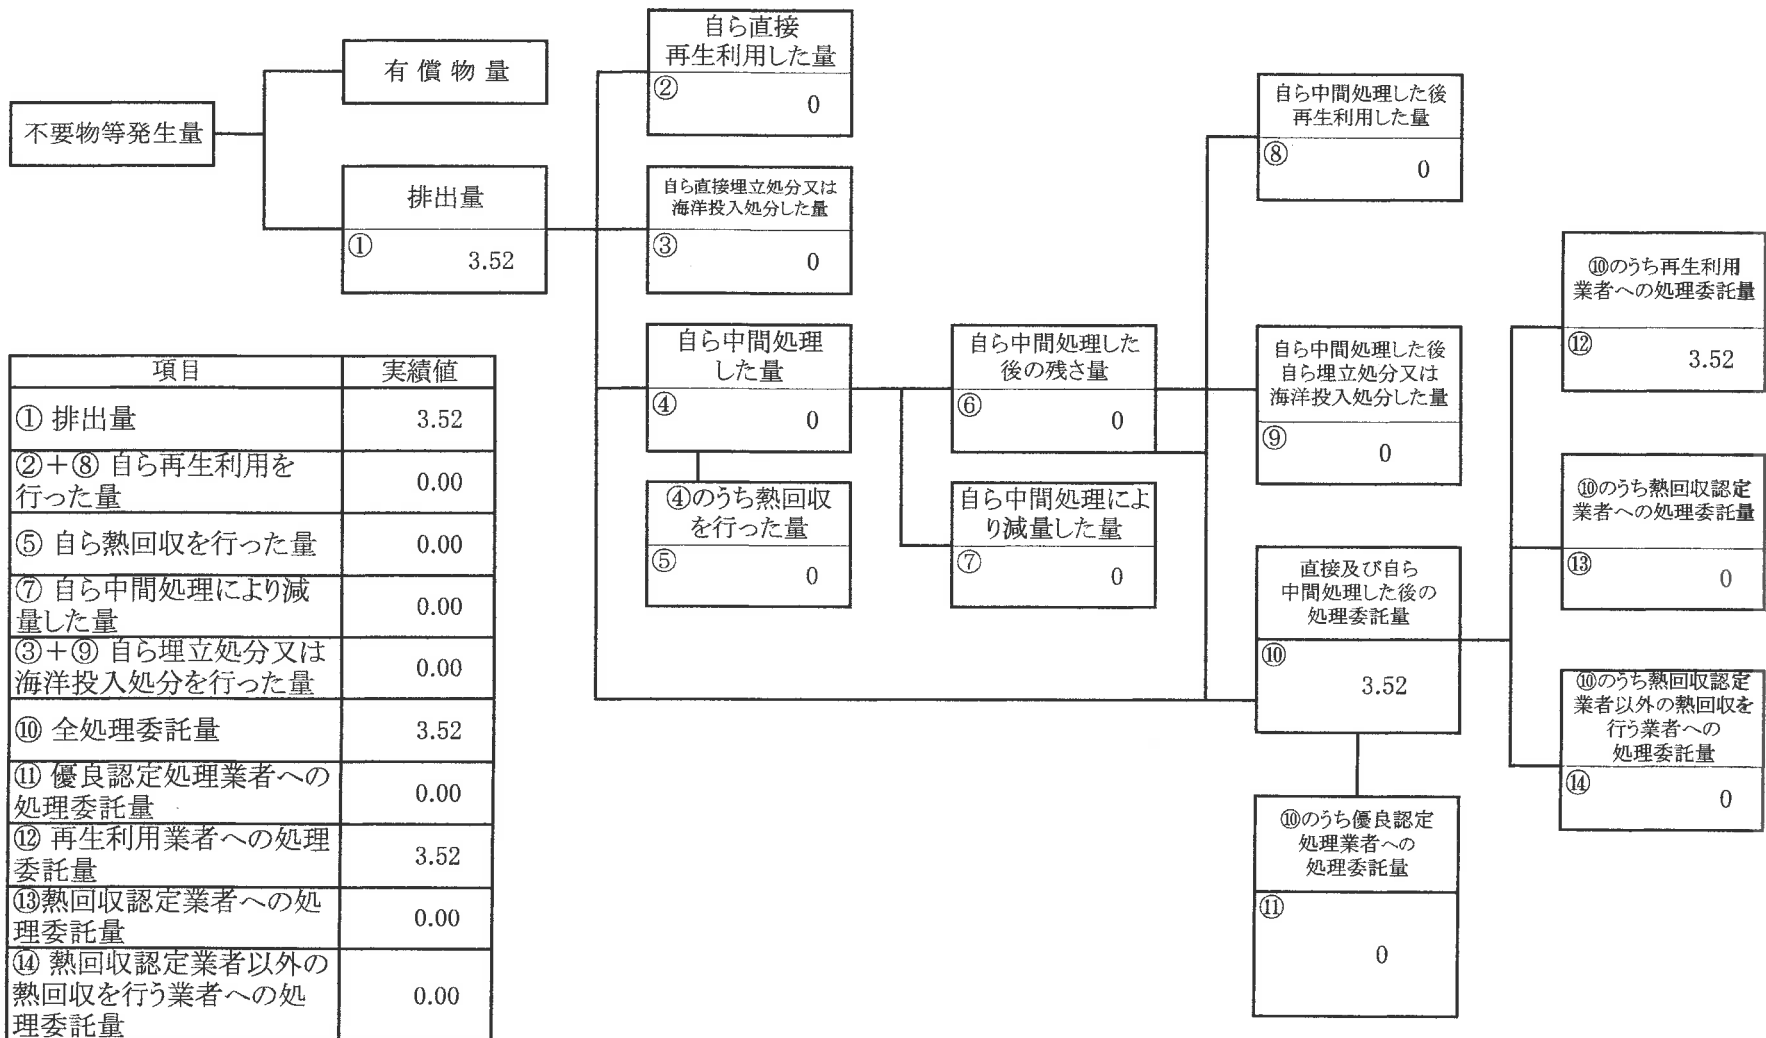 不要物等発生量
有償物量
排出量
①
3.52
自ら直接
再生利用した量
②
0
自ら直接埋立処分又は
海洋投入処分した量
③
0
自ら中間処理
した量
④
0
④のうち熱回収
を行った量
⑤
0
自ら中間処理した
後の残さ量
⑥
0
自ら中間処理によ
り減量した量
⑦
0
自ら中間処理した後
再生利用した量
⑧
0
自ら中間処理した後
自ら埋立処分又は
海洋投入処分した量
⑨
0
直接及び自ら
中間処理した後の
処理委託量
⑩
3.52
⑩のうち優良認定
処理業者への
処理委託量
⑪
0
⑩のうち再生利用
業者への処理委託量
⑫
3.52
⑩のうち熱回収認定
業者への処理委託量
⑬
0
⑩のうち熱回収認定
業者以外の熱回収を
行う業者への
処理委託量
⑭
0
項目 実績値
① 排出量 3.52
②+⑧ 自ら再生利用を
行った量 0.00
⑤ 自ら熱回収を行った量 0.00
⑦ 自ら中間処理により減
量した量 0.00
③+⑨ 自ら埋立処分又は
海洋投入処分を行った量 0.00
⑩ 全処理委託量 3.52
⑪ 優良認定処理業者への
処理委託量 0.00
⑫ 再生利用業者への処理
委託量 3.52
⑬熱回収認定業者への処
理委託量 0.00
⑭ 熱回収認定業者以外の
熱回収を行う業者への処
理委託量 0.00